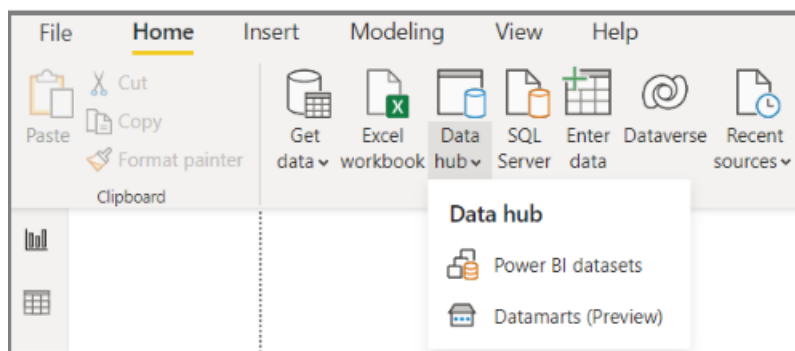 File Home Insert Modeling View Help
Paste
Cut
Copy
Format painter
Clipboard
Get data
Excel workbook
Data hub
SQL Server
Enter data
Dataverse
Recent sources
Data hub
Power BI datasets
Datamarts (Preview)